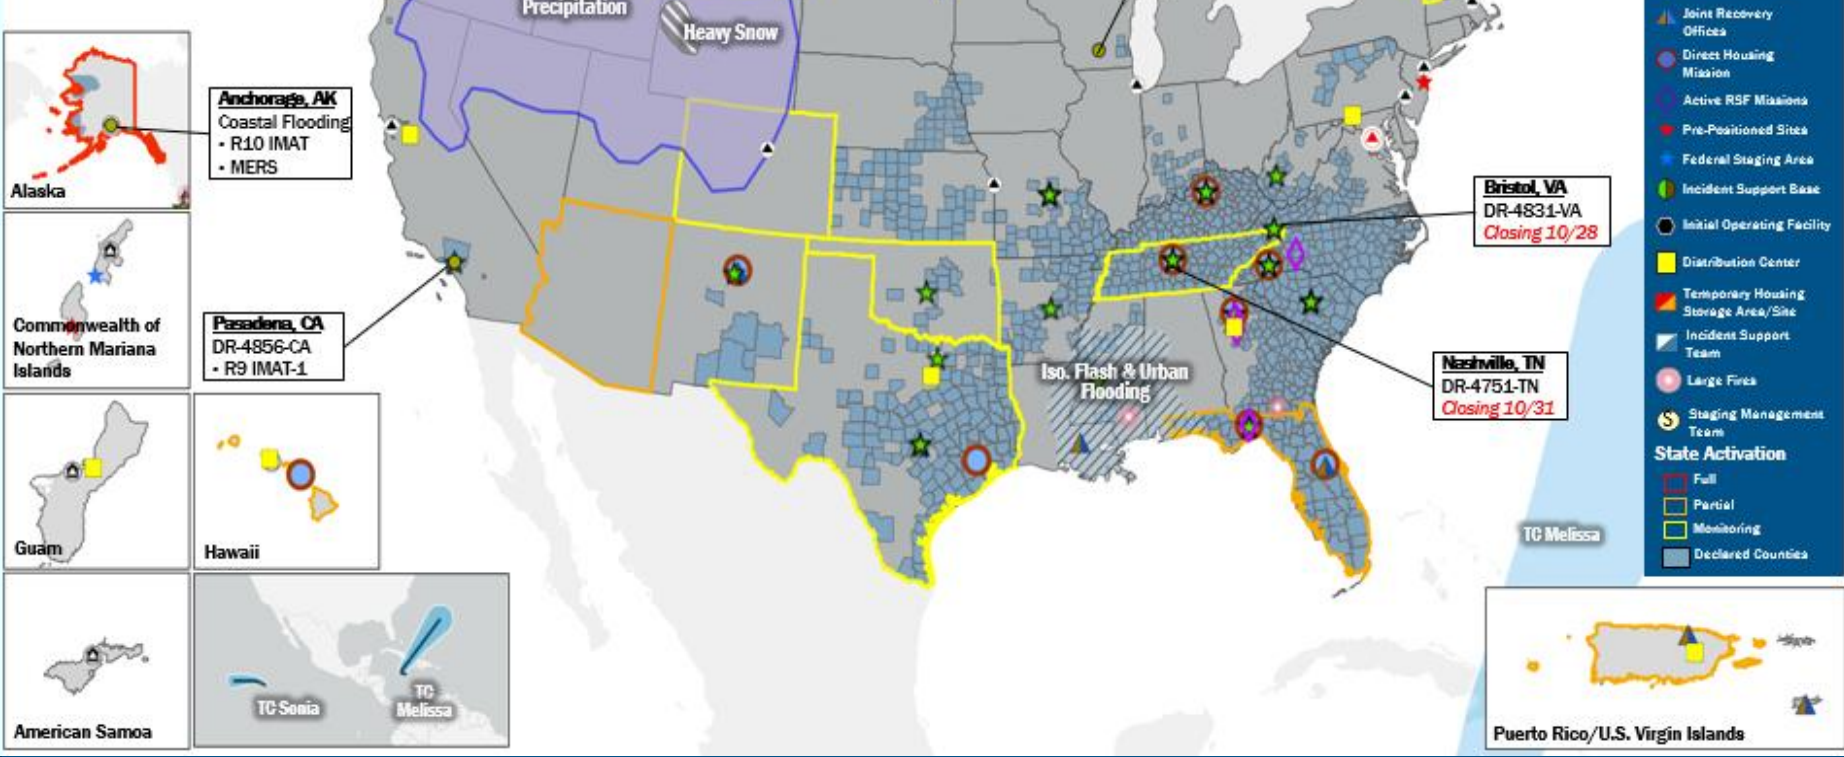 Precipitation
Heavy Snow
Anchorage, AK
Coastal Flooding
• R10 IMAT
• MERS
Alaska
Commonwealth of
Northern Mariana
Islands
Pasadena, CA
DR-4856-CA
• R9 IMAT-1
Guam
Hawaii
American Samoa
TC Sonia
TC
Melissa
Iso. Flash & Urban
Flooding
Bristol, VA
DR-4831-VA
Closing 10/28
Nashville, TN
DR-4751-TN
Closing 10/31
TC Melissa
Puerto Rico/U.S. Virgin Islands
Joint Recovery
Offices
Direct Housing
Mission
Active RSF Missions
Pre-Positioned Sites
Federal Staging Area
Incident Support Base
Initial Operating Facility
Distribution Center
Temporary Housing
Storage Area/Site
Incident Support
Team
Large Fires
S
Staging Management
Team
State Activation
Full
Partial
Monitoring
Declared Counties